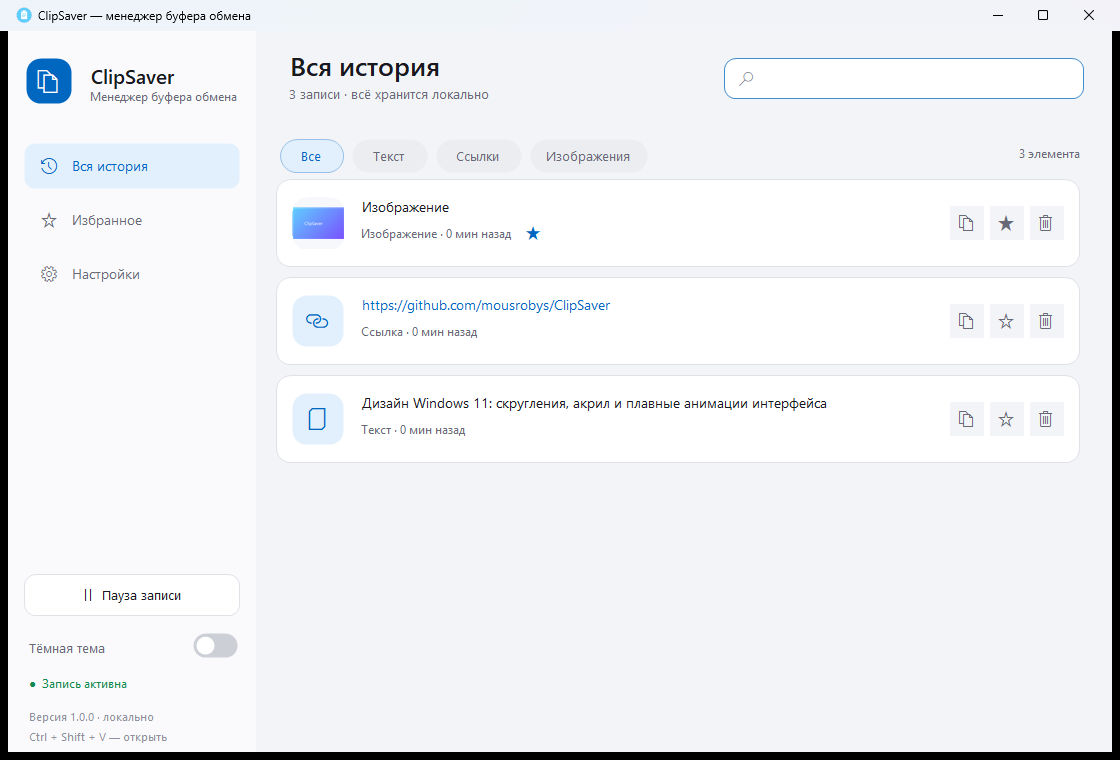 ClipSaver — менеджер буфера обмена
ClipSaver
Менеджер буфера обмена
Вся история
Избранное
Настройки
Пауза записи
Тёмная тема
● Запись активна
Версия 1.0.0 · локально
Ctrl + Shift + V — открыть
Вся история
3 записи · всё хранится локально
Все
Текст
Ссылки
Изображения
3 элемента
ClipSaver
Изображение
Изображение · 0 мин назад
https://github.com/mousrobys/ClipSaver
Ссылка · 0 мин назад
Дизайн Windows 11: скругления, акрил и плавные анимации интерфейса
Текст · 0 мин назад